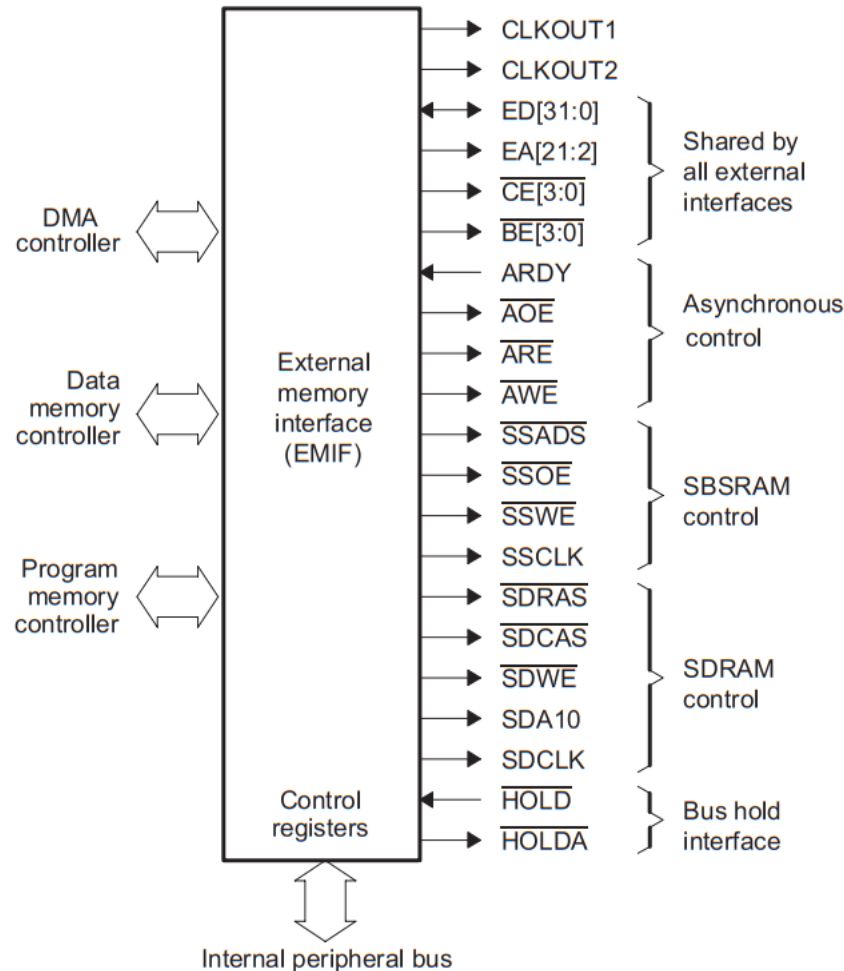 CLKOUT1
CLKOUT2
ED[31:0]
EA[21:2]
CE[3:0]
BE[3:0]
Shared by
all external
interfaces
DMA
controller
ARDY
AOE
ARE
AWE
Asynchronous
control
External
memory
interface
(EMIF)
Data
memory
controller
SSADS
SSOE
SSWE
SSCLK
SBSRAM
control
Program
memory
controller
SDRAS
SDCAS
SDWE
SDA10
SDCLK
SDRAM
control
Control
registers
HOLD
HOLDA
Bus hold
interface
Internal peripheral bus